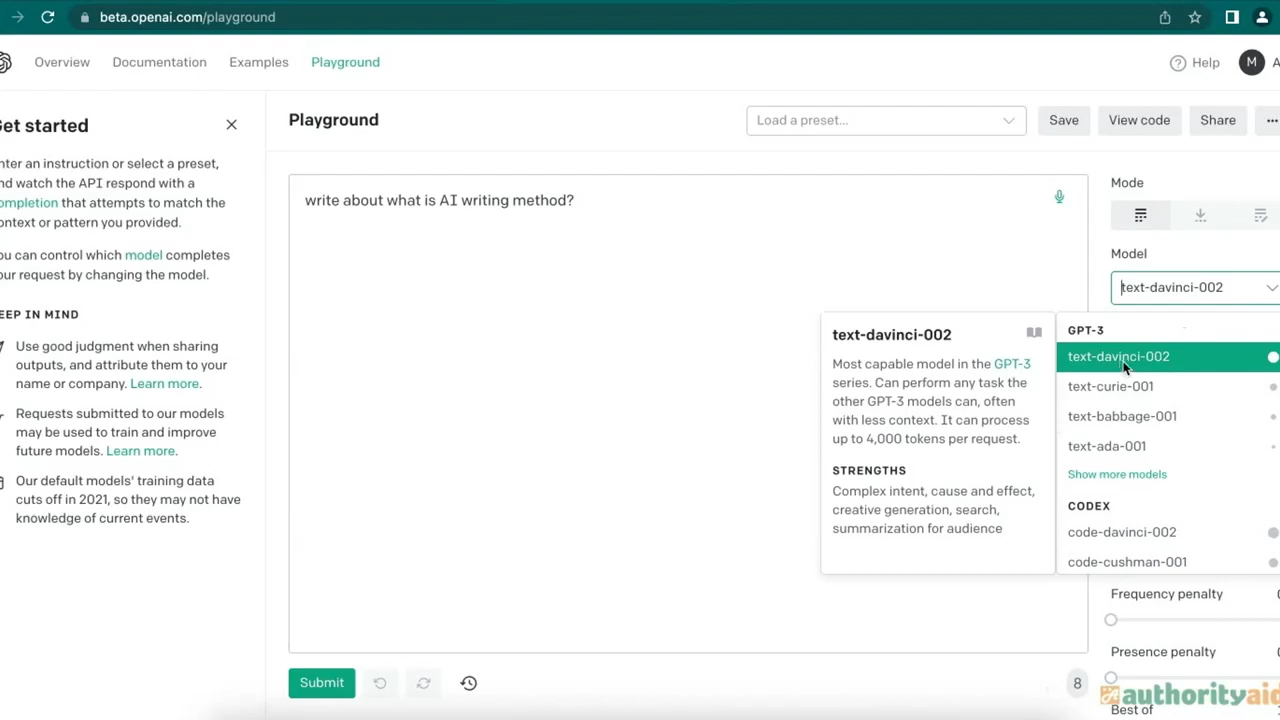 beta.openai.com/playground
Overview
Documentation
Examples
Playground
Help
M
A
Get started
Playground
Load a preset...
Save
View code
Share
...
nter an instruction or select a preset,
nd watch the API respond with a
ompletion that attempts to match the
ontext or pattern you provided.
ou can control which model completes
our request by changing the model.
EEP IN MIND
Use good judgment when sharing
outputs, and attribute them to your
name or company. Learn more.
Requests submitted to our models
may be used to train and improve
future models. Learn more.
Our default models' training data
cuts off in 2021, so they may not have
knowledge of current events.
write about what is AI writing method?
Mode
Model
text-davinci-002
text-davinci-002
Most capable model in the GPT-3
series. Can perform any task the
other GPT-3 models can, often
with less context. It can process
up to 4,000 tokens per request.
STRENGTHS
Complex intent, cause and effect,
creative generation, search,
summarization for audience
GPT-3
text-davinci-002
text-curie-001
text-babbage-001
text-ada-001
Show more models
CODEX
code-davinci-002
code-cushman-001
Frequency penalty
Presence penalty
Best of
Submit
8
authorityaid